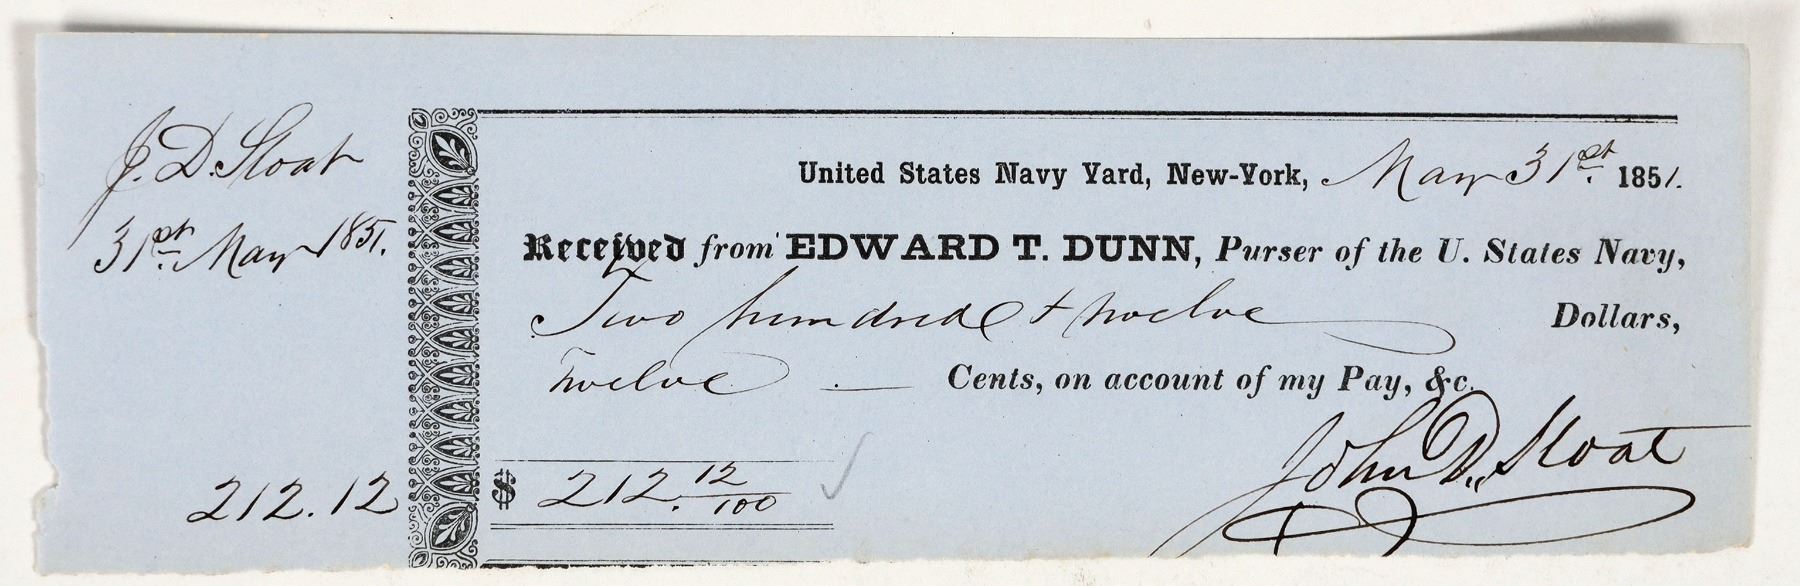 J. D. Sloat
31st May 1851.
212.12
United States Navy Yard, New-York, May 31st 1851.
Received from EDWARD T. DUNN, Purser of the U. States Navy,
Two hundred & twelve Dollars,
Twelve — Cents, on account of my Pay, &c.
$ 212. 12/100
John D. Sloat